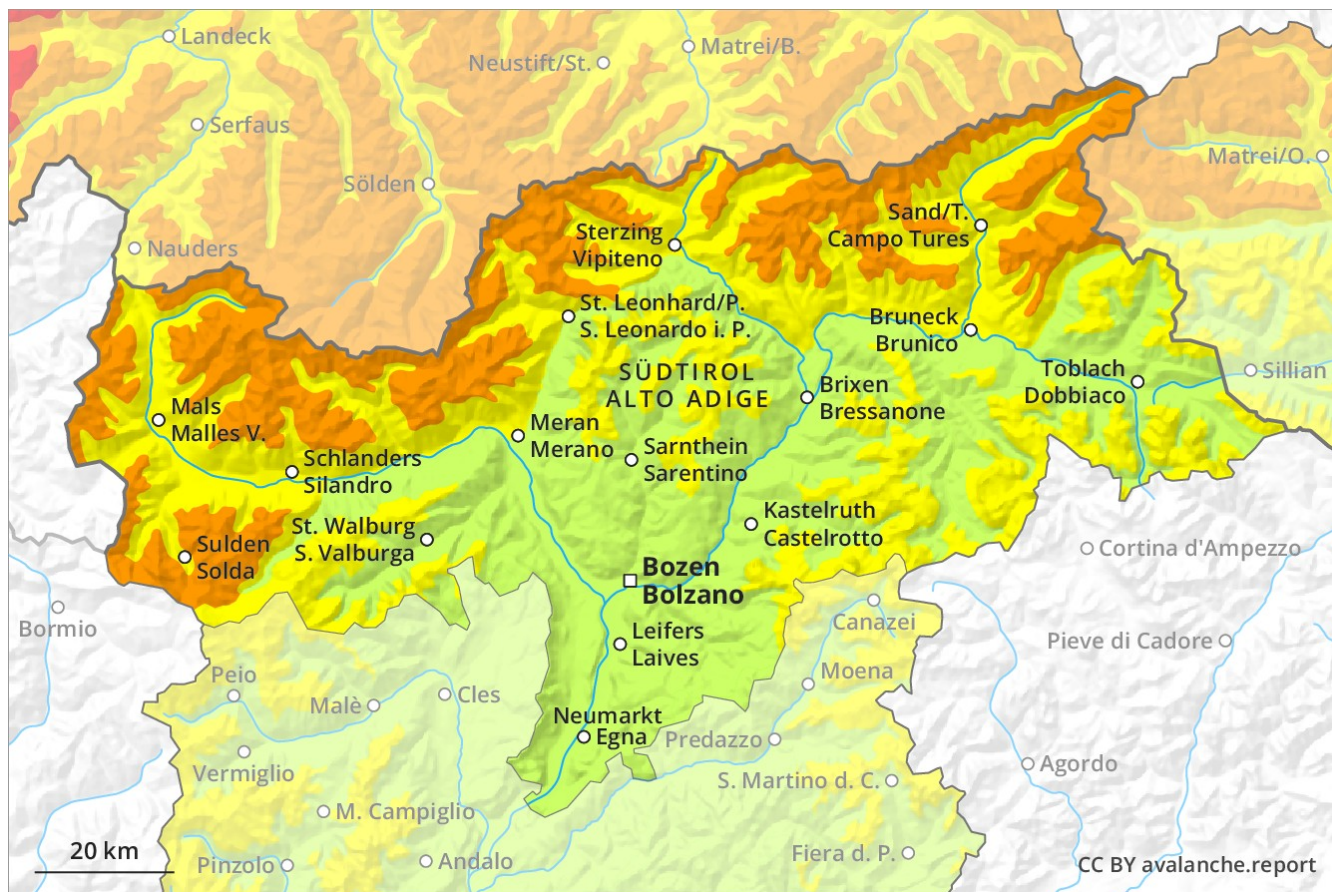 Landeck
Matrei/B.
Neustift/St.
Serfaus
Matrei/O.
Sölden
Sand/T.
Campo Tures
Sterzing
Vipiteno
Nauders
St. Leonhard/P.
S. Leonardo i. P.
Bruneck
Brunico
SÜDTIROL
ALTO ADIGE
Toblach
Dobbiaco
Sillian
Brixen
Bressanone
Mals
Malles V.
Meran
Merano
Sarnthein
Sarentino
Schlanders
Silandro
Kastelruth
Castelrotto
St. Walburg
S. Valburga
Sulden
Solda
Cortina d'Ampezzo
Bozen
Bolzano
Bormio
Canazei
Leifers
Laives
Pieve di Cadore
Peio
Moena
Malè
Cles
Neumarkt
Egna
Predazzo
Vermiglio
Agordo
S. Martino d. C.
M. Campiglio
20 km
Pinzolo
Andalo
Fiera d. P.
CC BY avalanche.report